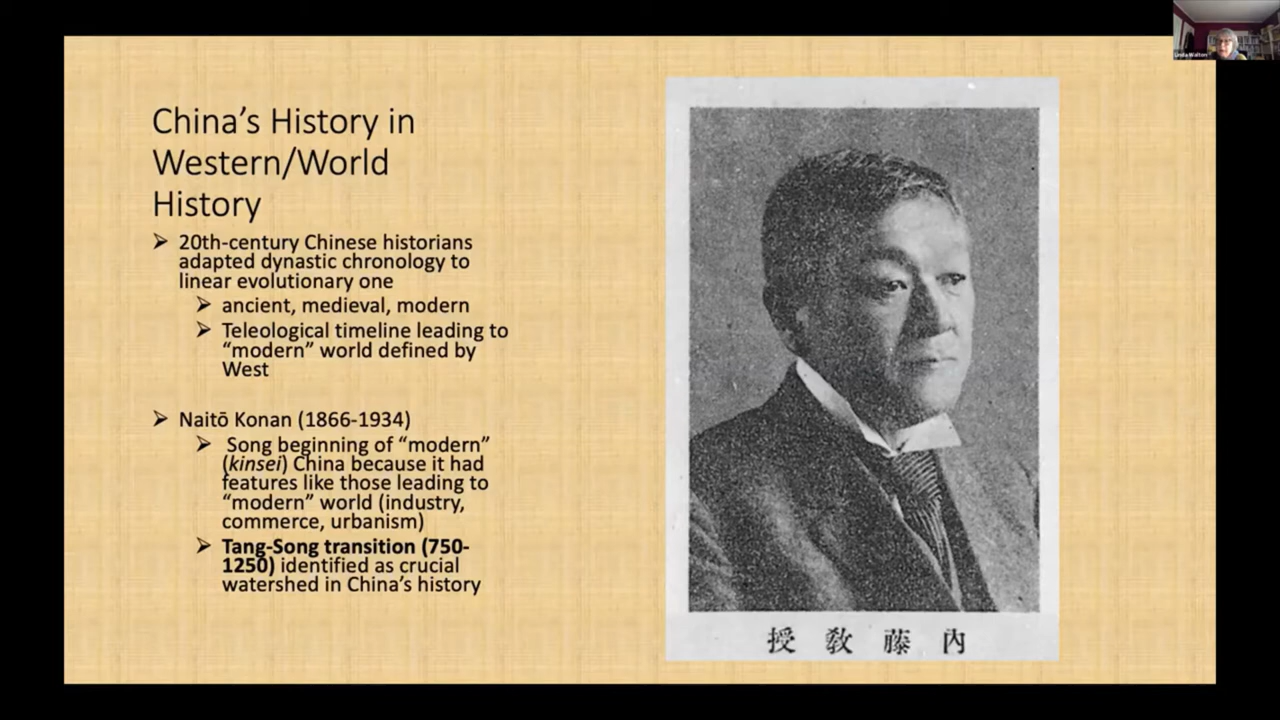 China’s History in
Western/World
History
➢ 20th-century Chinese historians
adapted dynastic chronology to
linear evolutionary one
➢ ancient, medieval, modern
➢ Teleological timeline leading to
“modern” world defined by
West
➢ Naitō Konan (1866-1934)
➢ Song beginning of “modern”
(kinsei) China because it had
features like those leading to
“modern” world (industry,
commerce, urbanism)
➢ Tang-Song transition (750-
1250) identified as crucial
watershed in China’s history
授 教 藤 內
Linda Walton